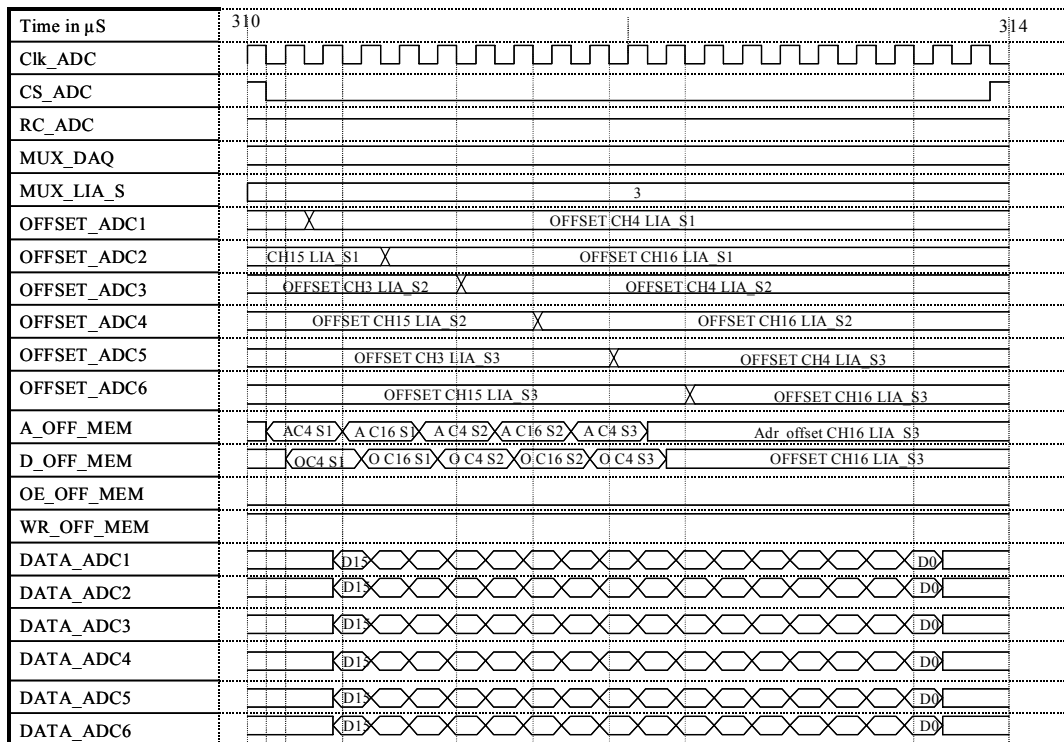 Time in µS 310 314
Clk_ADC
CS_ADC
RC_ADC
MUX_DAQ
MUX_LIA_S 3
OFFSET_ADC1 OFFSET CH4 LIA_S1
OFFSET_ADC2 CH15 LIA_S1 OFFSET CH16 LIA_S1
OFFSET_ADC3 OFFSET CH3 LIA_S2 OFFSET CH4 LIA_S2
OFFSET_ADC4 OFFSET CH15 LIA_S2 OFFSET CH16 LIA_S2
OFFSET_ADC5 OFFSET CH3 LIA_S3 OFFSET CH4 LIA_S3
OFFSET_ADC6 OFFSET CH15 LIA_S3 OFFSET CH16 LIA_S3
A_OFF_MEM AC4 S1 A C16 S1 A C4 S2 A C16 S2 A C4 S3 Adr_offset CH16 LIA_S3
D_OFF_MEM OC4 S1 O C16 S1 O C4 S2 O C16 S2 O C4 S3 OFFSET CH16 LIA_S3
OE_OFF_MEM
WR_OFF_MEM
DATA_ADC1 D15 D0
DATA_ADC2 D15 D0
DATA_ADC3 D15 D0
DATA_ADC4 D15 D0
DATA_ADC5 D15 D0
DATA_ADC6 D15 D0